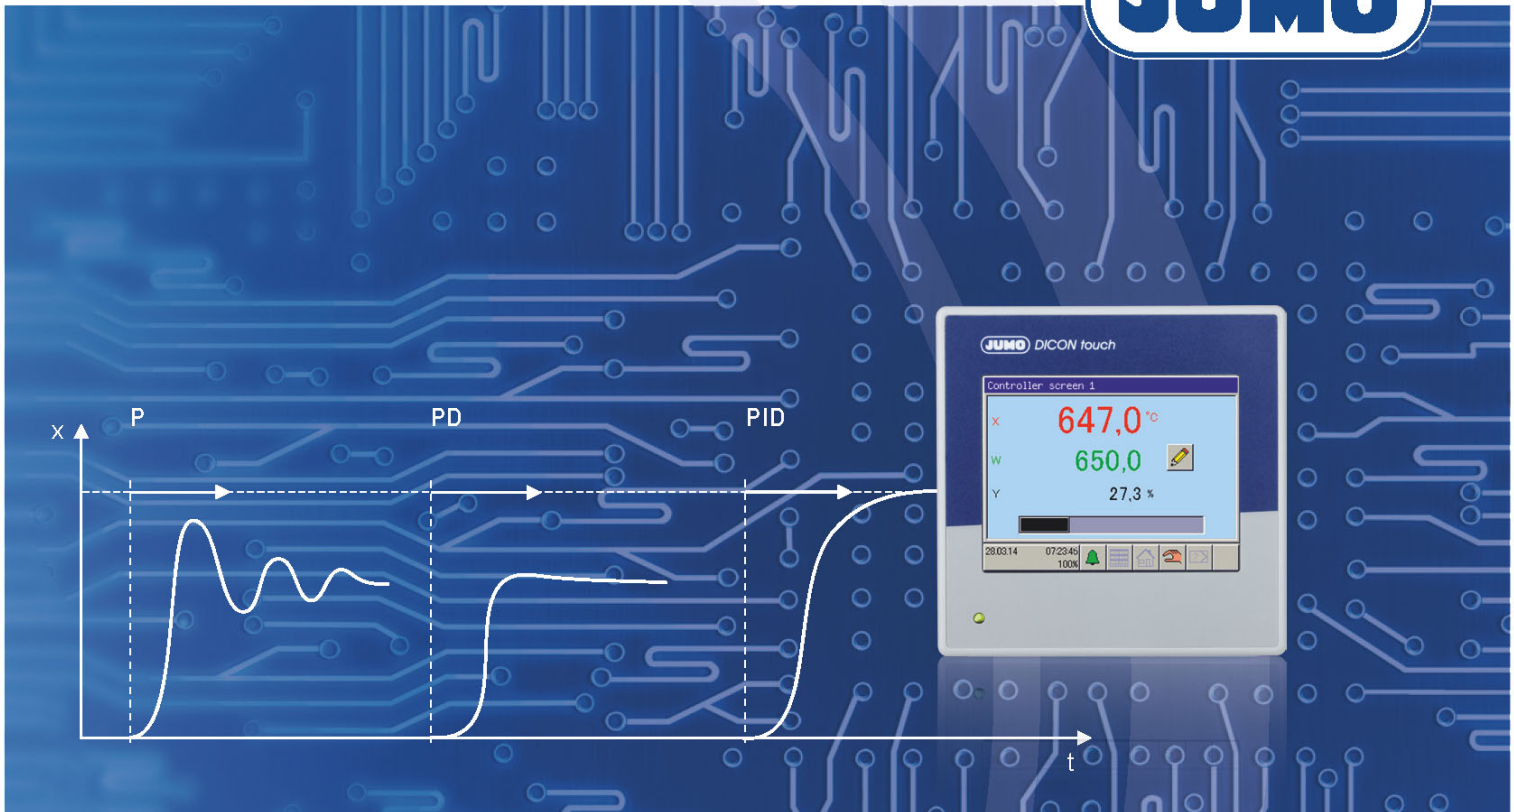 JUMO
JUMO DICON touch
Controller screen 1
X 647,0 °C
W 650,0
Y 27,3 %
28.03.14 07:23:45
100%
P PD PID
x
t